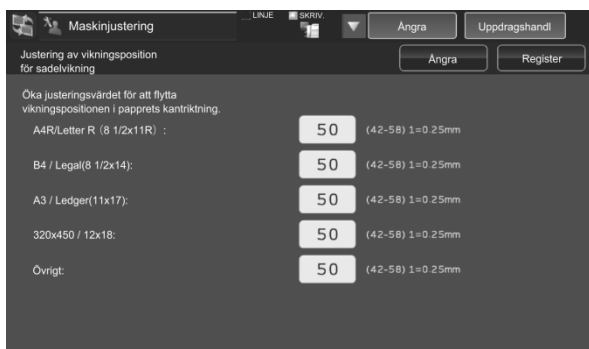 Maskinjustering
LINJE
SKRIV.
Ångra
Uppdragshandl
Justering av vikningsposition
för sadelvikning
Ångra
Register
Öka justeringsvärdet för att flytta
vikningspositionen i papprets kantriktning.
A4R/Letter R (8 1/2x11R) : 50 (42-58) 1=0.25mm
B4 / Legal(8 1/2x14): 50 (42-58) 1=0.25mm
A3 / Ledger(11x17): 50 (42-58) 1=0.25mm
320x450 / 12x18: 50 (42-58) 1=0.25mm
Övrigt: 50 (42-58) 1=0.25mm